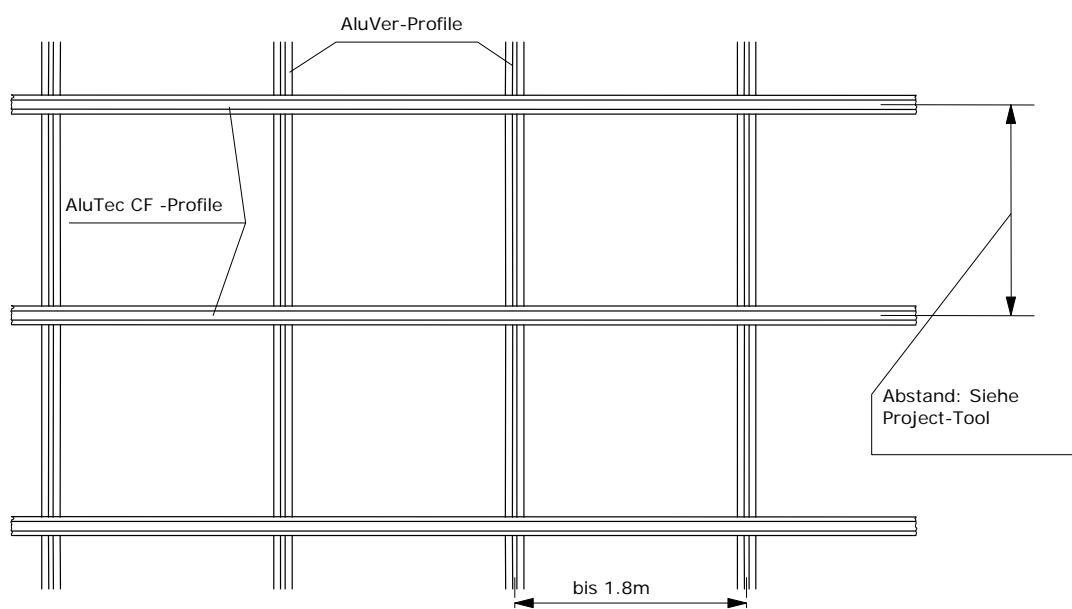 AluVer-Profile
AluTec CF -Profile
Abstand: Siehe
Project-Tool
bis 1.8m